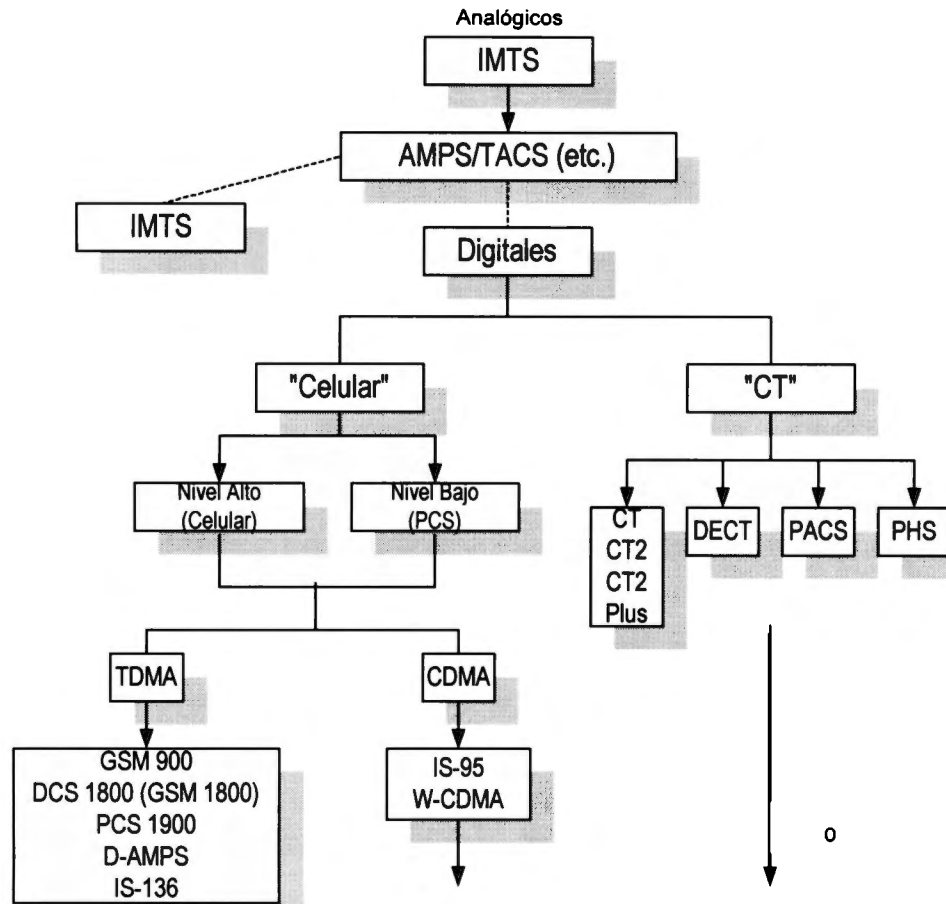 Analógicos
IMTS
AMPS/TACS (etc.)
IMTS
Digitales
"Celular"
"CT"
Nivel Alto
(Celular)
Nivel Bajo
(PCS)
CT
CT2
CT2
Plus
DECT
PACS
PHS
TDMA
CDMA
GSM 900
DCS 1800 (GSM 1800)
PCS 1900
D-AMPS
IS-136
IS-95
W-CDMA
o